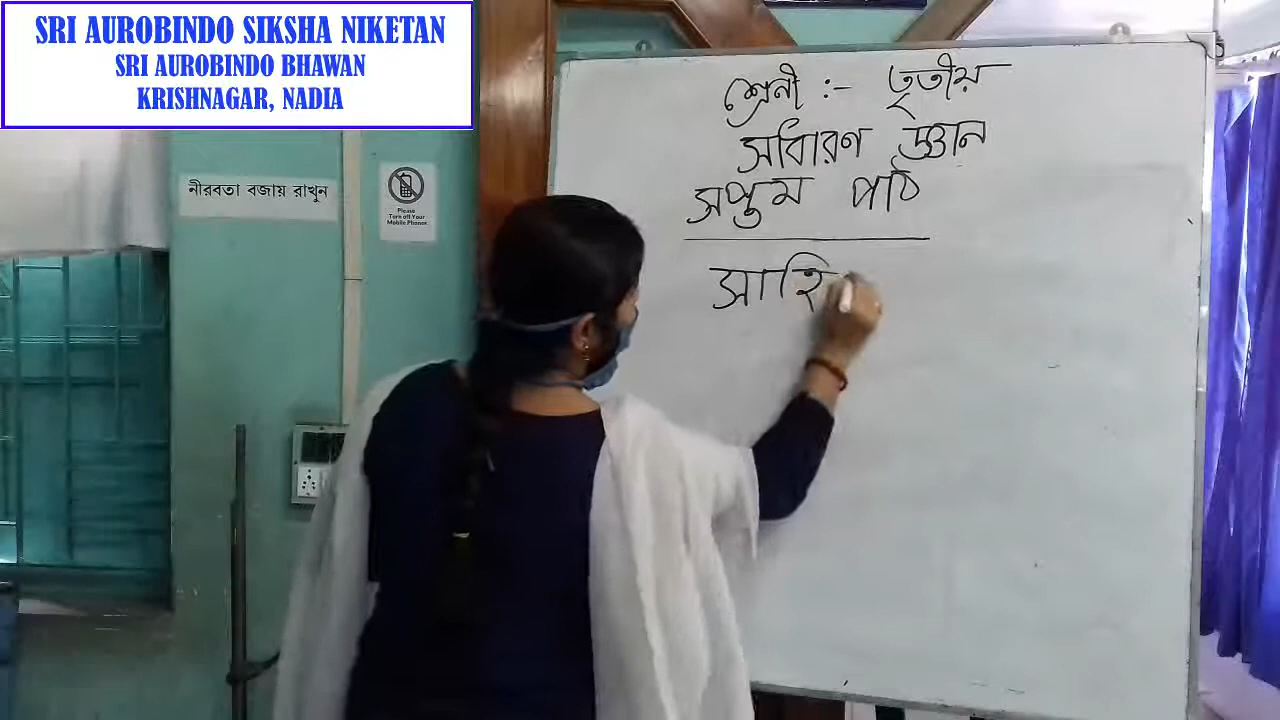 SRI AUROBINDO SIKSHA NIKETAN
SRI AUROBINDO BHAWAN
KRISHNAGAR, NADIA
নীরবতা বজায় রাখুন
Please
Turn off Your
Mobile Phones
শ্রেনী :- তৃতীয়
সাধারণ জ্ঞান
সপ্তম পাঠ
সাহি